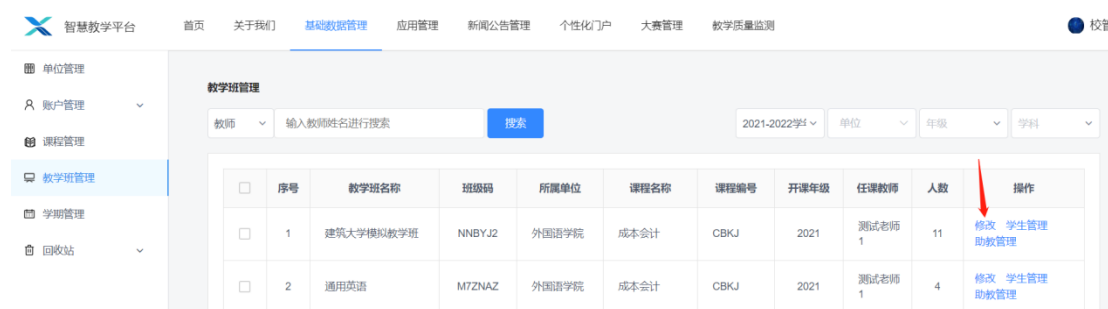 智慧教学平台 首页 关于我们 基础数据管理 应用管理 新闻公告管理 个性化门户 大赛管理 教学质量监测 校管
单位管理
账户管理
课程管理
教学班管理
学期管理
回收站
教学班管理
教师 输入教师姓名进行搜索 搜索 2021-2022学年 单位 年级 学科
序号 教学班名称 班级码 所属单位 课程名称 课程编号 开课年级 任课教师 人数 操作
1 建筑大学模拟教学班 NNBYJ2 外国语学院 成本会计 CBKJ 2021 测试老师1 11 修改 学生管理 助教管理
2 通用英语 M7ZNAZ 外国语学院 成本会计 CBKJ 2021 测试老师1 4 修改 学生管理 助教管理